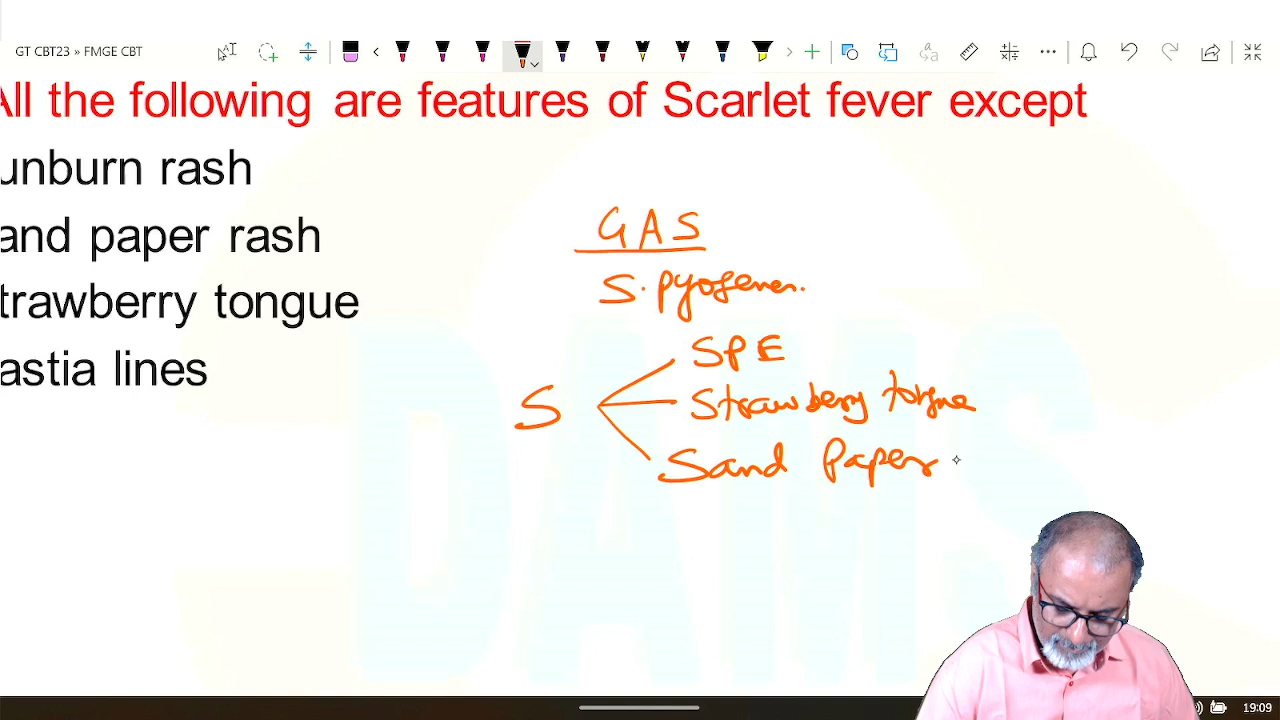 GT CBT23 » FMGE CBT
All the following are features of Scarlet fever except
unburn rash
and paper rash
trawberry tongue
astia lines
GAS
S. pyogenes.
SPE
S
Strawberry tongue
Sand Paper
DAMS
19:09